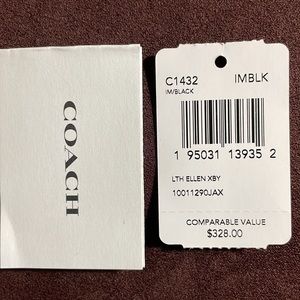 COACH
C1432 IMBLK
IM/BLACK
1 95031 13935 2
LTH ELLEN XBY
10011290JAX
COMPARABLE VALUE
$328.00